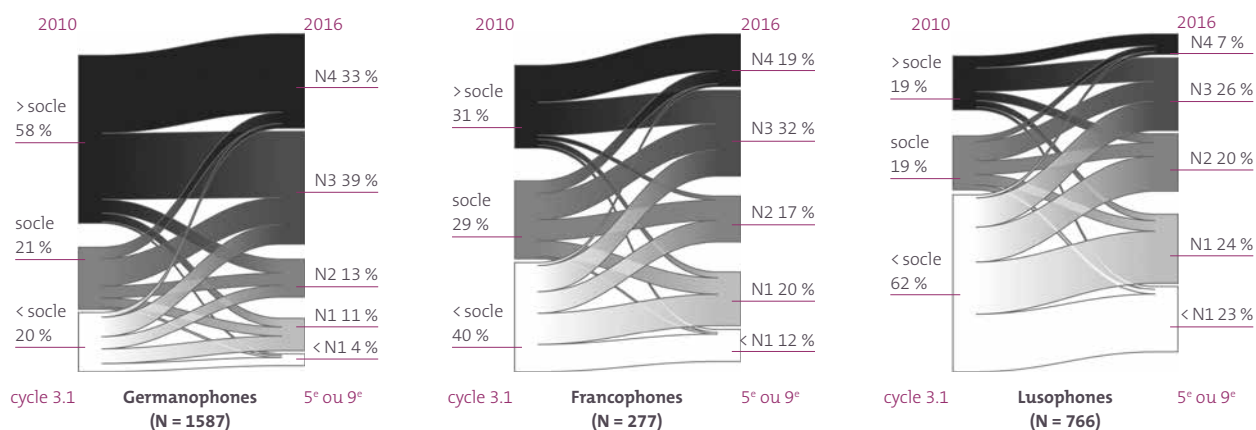 2010
2016
> socle
58 %
socle
21 %
< socle
20 %
N4 33 %
N3 39 %
N2 13 %
N1 11 %
< N1 4 %
cycle 3.1
Germanophones
(N = 1587)
5e ou 9e
2010
2016
> socle
31 %
socle
29 %
< socle
40 %
N4 19 %
N3 32 %
N2 17 %
N1 20 %
< N1 12 %
cycle 3.1
Francophones
(N = 277)
5e ou 9e
2010
2016
> socle
19 %
socle
19 %
< socle
62 %
N4 7 %
N3 26 %
N2 20 %
N1 24 %
< N1 23 %
cycle 3.1
Lusophones
(N = 766)
5e ou 9e